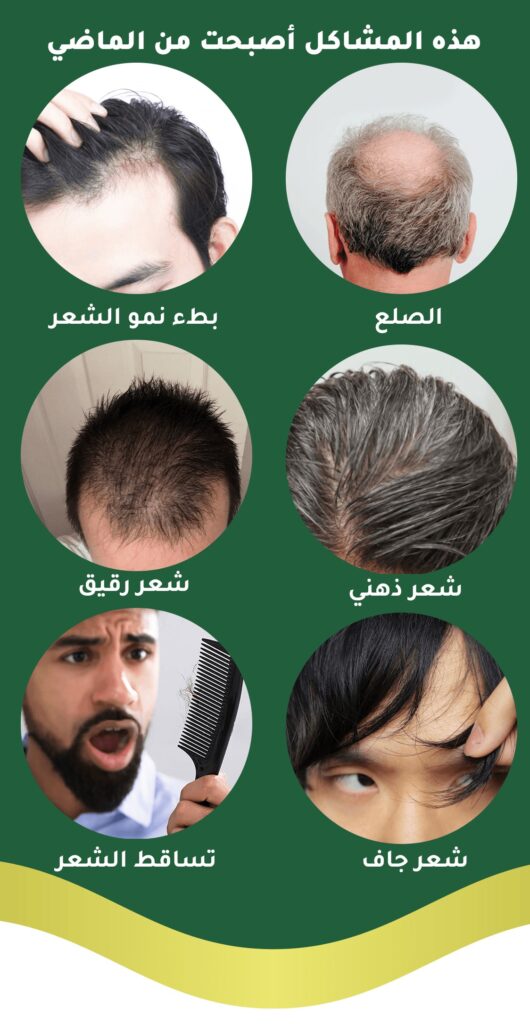 هذه المشاكل أصبحت من الماضي
الصلع
بطء نمو الشعر
شعر ذهني
شعر رقيق
شعر جاف
تساقط الشعر